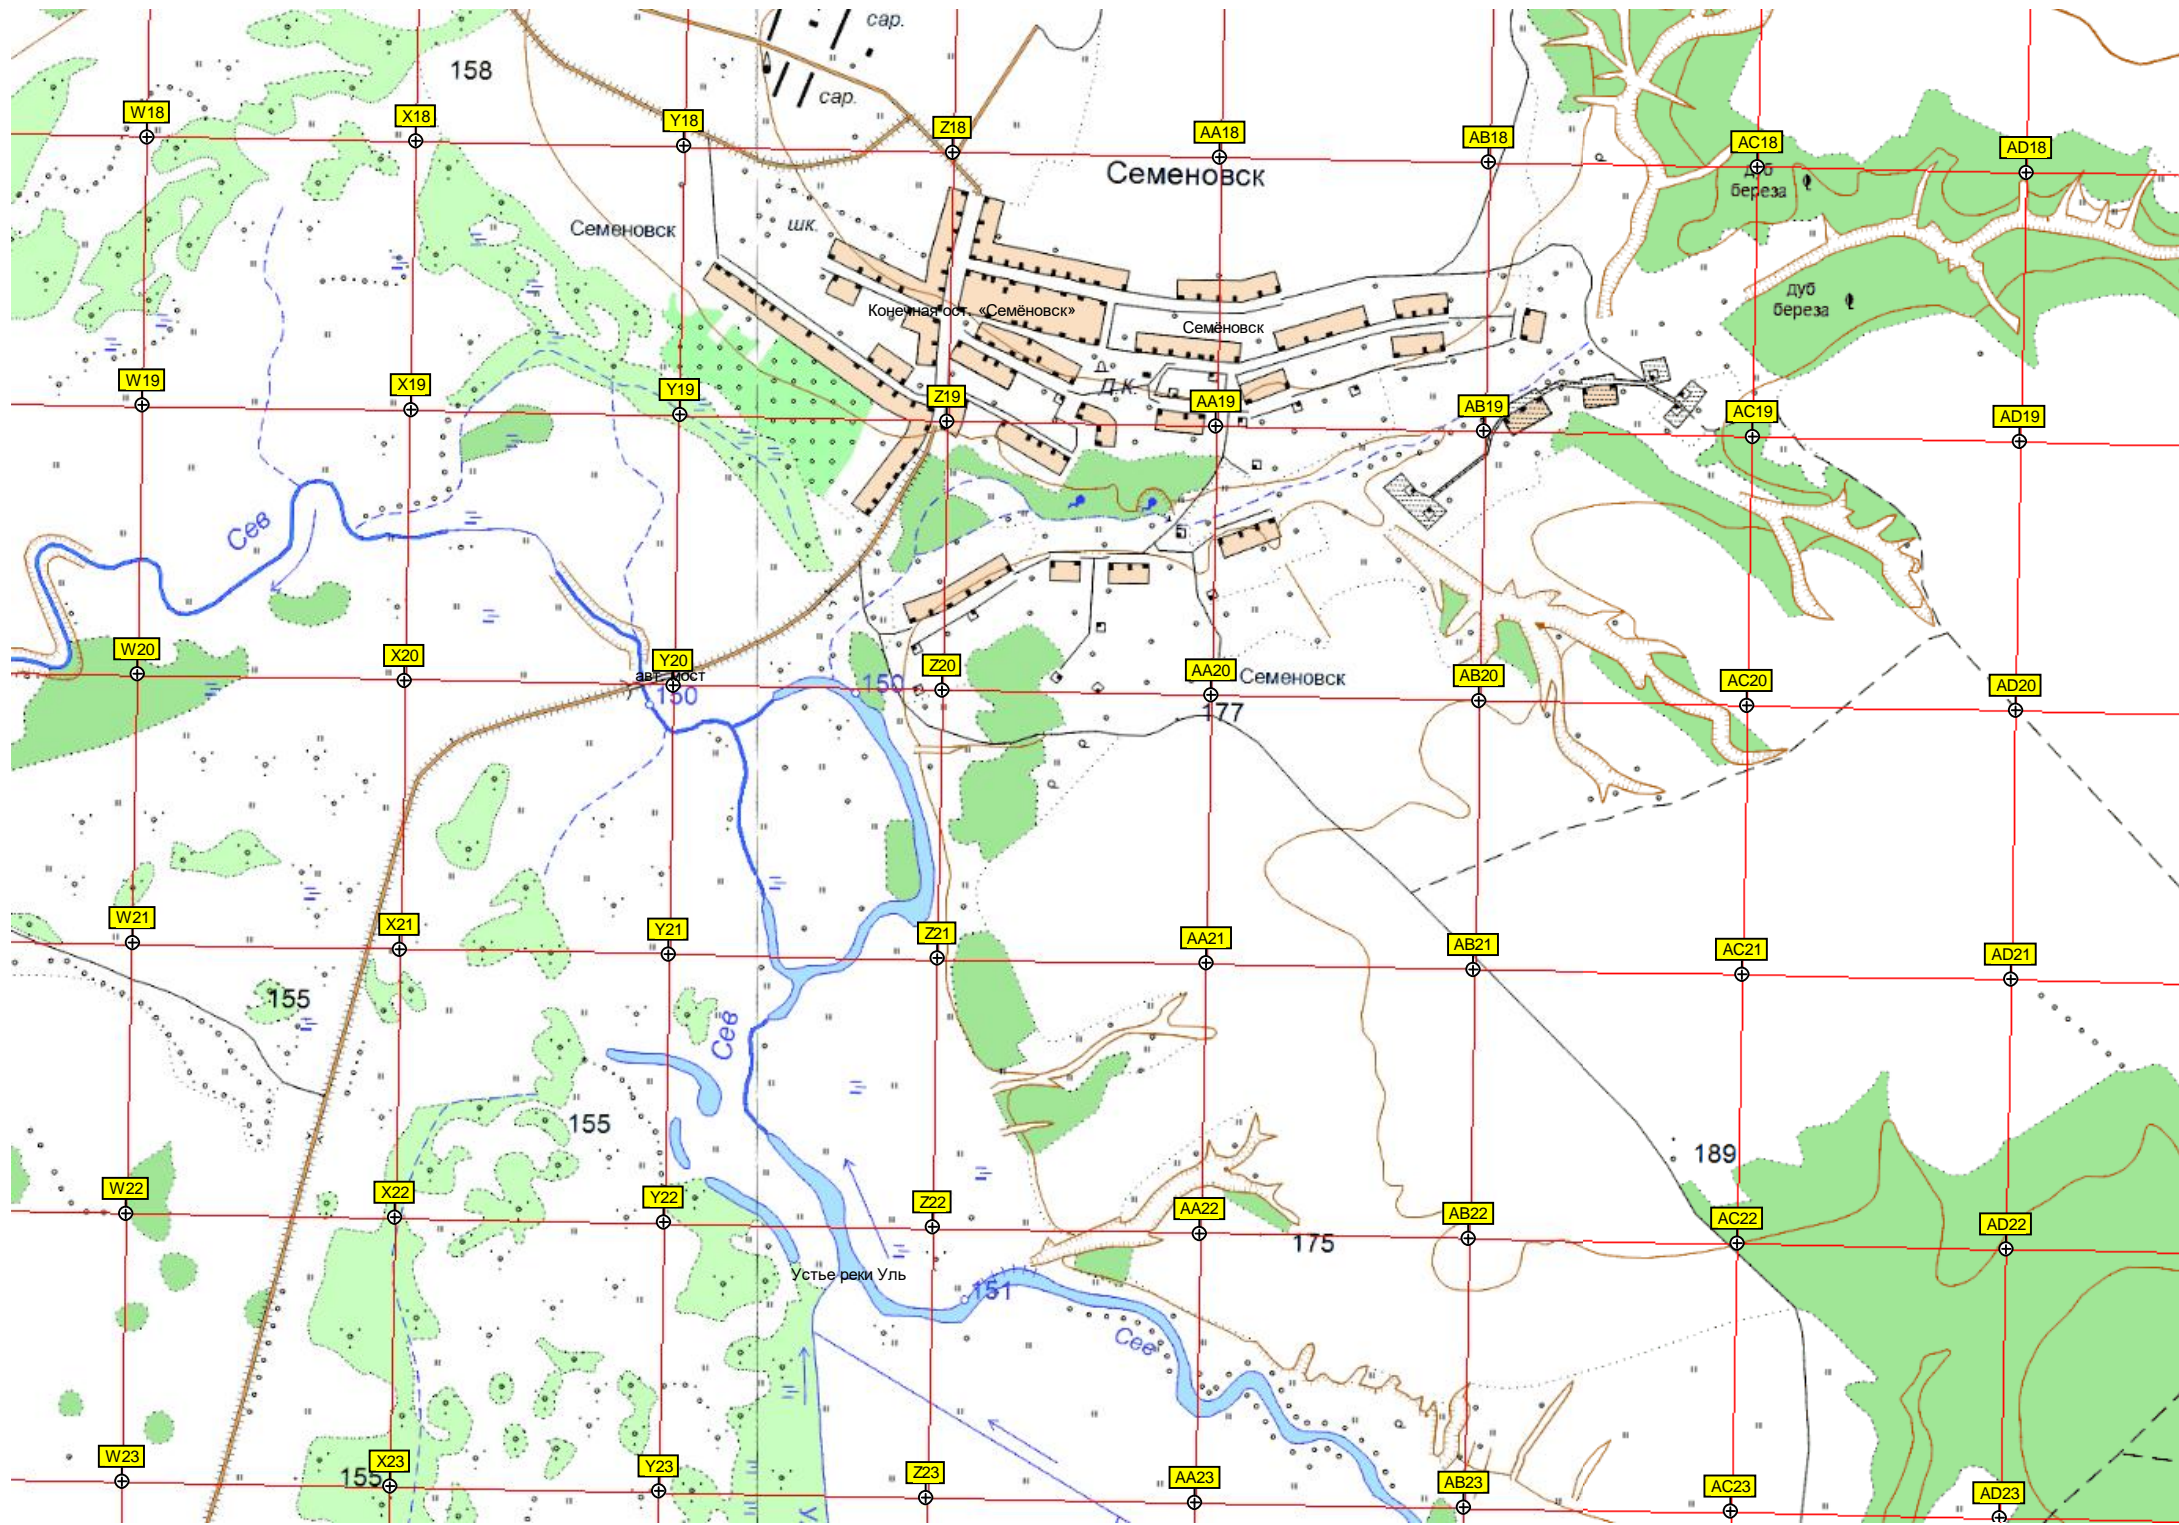 сар.
158
сар.
W18
X18
Y18
Z18
AA18
AB18
AC18
AD18
Семеновск
дуб
береза
шк.
Семеновск
дуб
береза
Конечная ост. «Семёновск»
Семёновск
Д.К.
W19
X19
Y19
Z19
AA19
AB19
AC19
AD19
Сев
W20
X20
Y20
Z20
AA20
AB20
AC20
AD20
авт. мост
Семеновск
150
150
177
W21
X21
Y21
Z21
AA21
AB21
AC21
AD21
155
Сев
155
189
W22
X22
Y22
Z22
AA22
AB22
AC22
AD22
175
Устье реки Уль
151
Сев
W23
X23
Y23
Z23
AA23
AB23
AC23
AD23
155
У